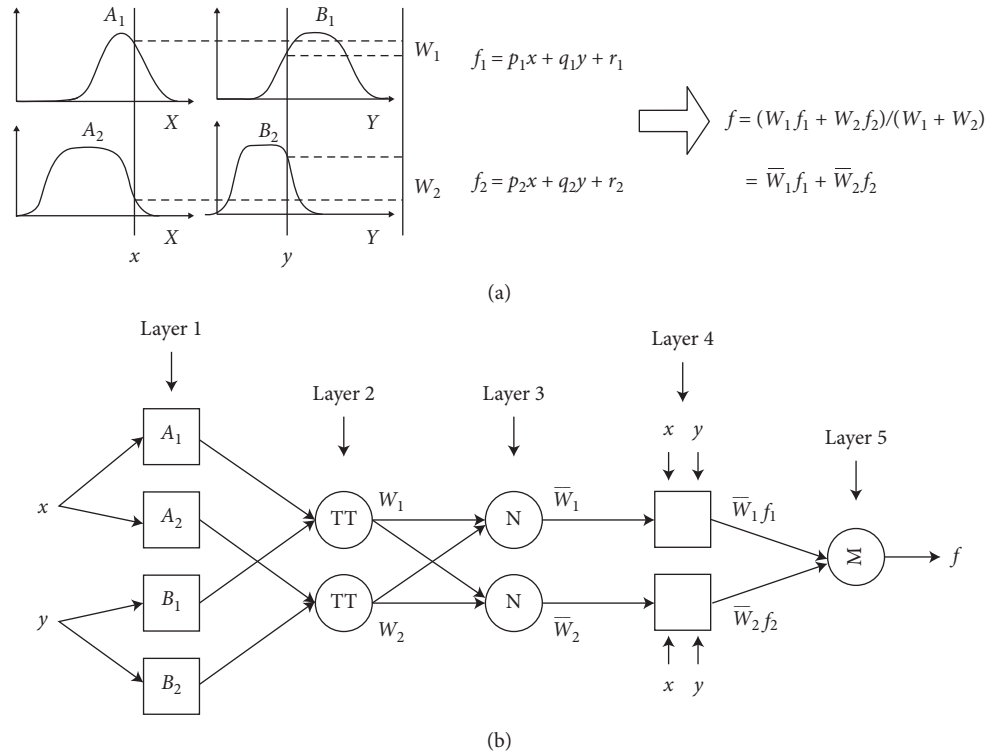 A₁
B₁
W₁
f₁ = p₁x + q₁y + r₁
X
Y
f = (W₁f₁ + W₂f₂)/(W₁ + W₂)
A₂
B₂
W₂
f₂ = p₂x + q₂y + r₂
= W̅₁f₁ + W̅₂f₂
X
Y
x
y
(a)
Layer 1
Layer 2
Layer 3
Layer 4
Layer 5
x
y
A₁
A₂
B₁
B₂
TT
TT
W₁
W₂
N
N
W̅₁
W̅₂
x y
x y
W̅₁f₁
W̅₂f₂
M
f
(b)